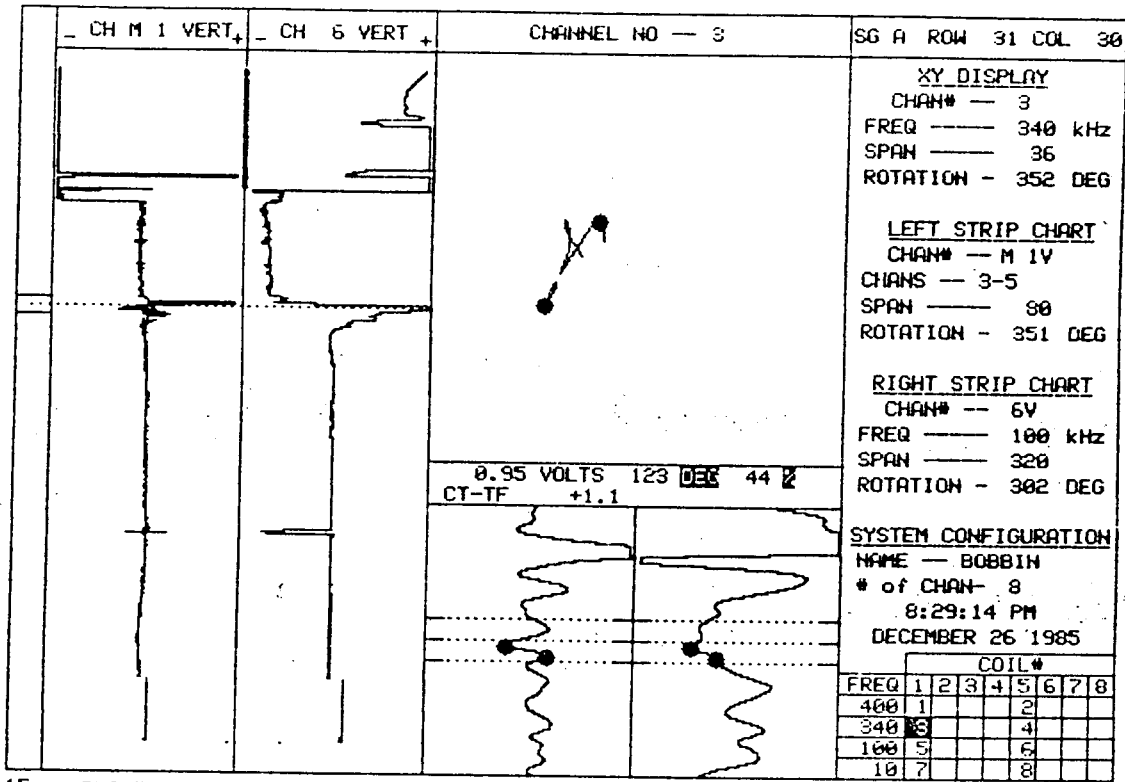 _ CH M 1 VERT +
_ CH 6 VERT +
CHANNEL NO -- 3
SG A ROW 31 COL 30
XY DISPLAY
CHAN# -- 3
FREQ ----- 340 kHz
SPAN ----- 36
ROTATION - 352 DEG
LEFT STRIP CHART
CHAN# -- M 1V
CHANS -- 3-5
SPAN ----- 80
ROTATION - 351 DEG
RIGHT STRIP CHART
CHAN# -- 6V
FREQ ----- 100 kHz
SPAN ----- 320
ROTATION - 302 DEG
0.95 VOLTS 123 DEG 44 %
CT-TF +1.1
SYSTEM CONFIGURATION
NAME -- BOBBIN
# of CHAN- 8
8:29:14 PM
DECEMBER 26 1985
COIL#
FREQ 1 2 3 4 5 6 7 8
400 1 2
340 3 4
100 5 6
10 7 8